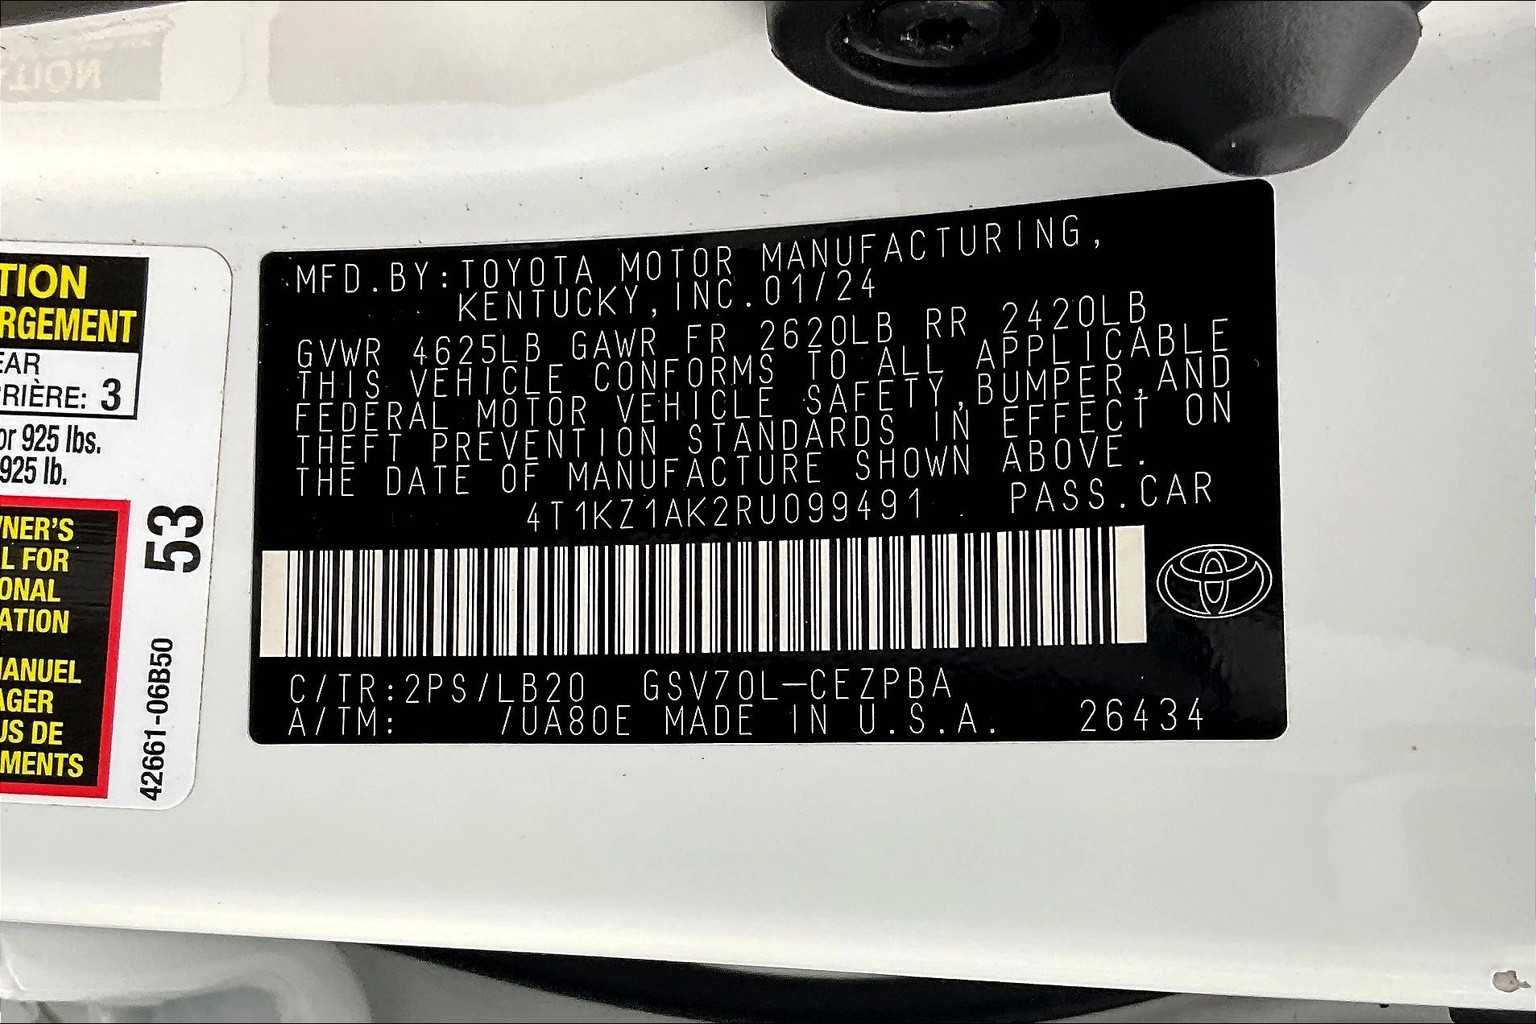 TION
RGEMENT
EAR
RIÈRE: 3
or 925 lbs.
925 lb.
WNER'S
L FOR
ONAL
ATION
MANUEL
AGER
US DE
MENTS
53
42661-06B50
MFD.BY:TOYOTA MOTOR MANUFACTURING,
KENTUCKY,INC.01/24
GVWR 4625LB GAWR FR 2620LB RR 2420LB
THIS VEHICLE CONFORMS TO ALL APPLICABLE
FEDERAL MOTOR VEHICLE SAFETY,BUMPER,AND
THEFT PREVENTION STANDARDS IN EFFECT ON
THE DATE OF MANUFACTURE SHOWN ABOVE.
4T1KZ1AK2RU099491 PASS.CAR
C/TR:2PS/LB20 GSV70L-CEZPBA
A/TM: /UA80E MADE IN U.S.A. 26434